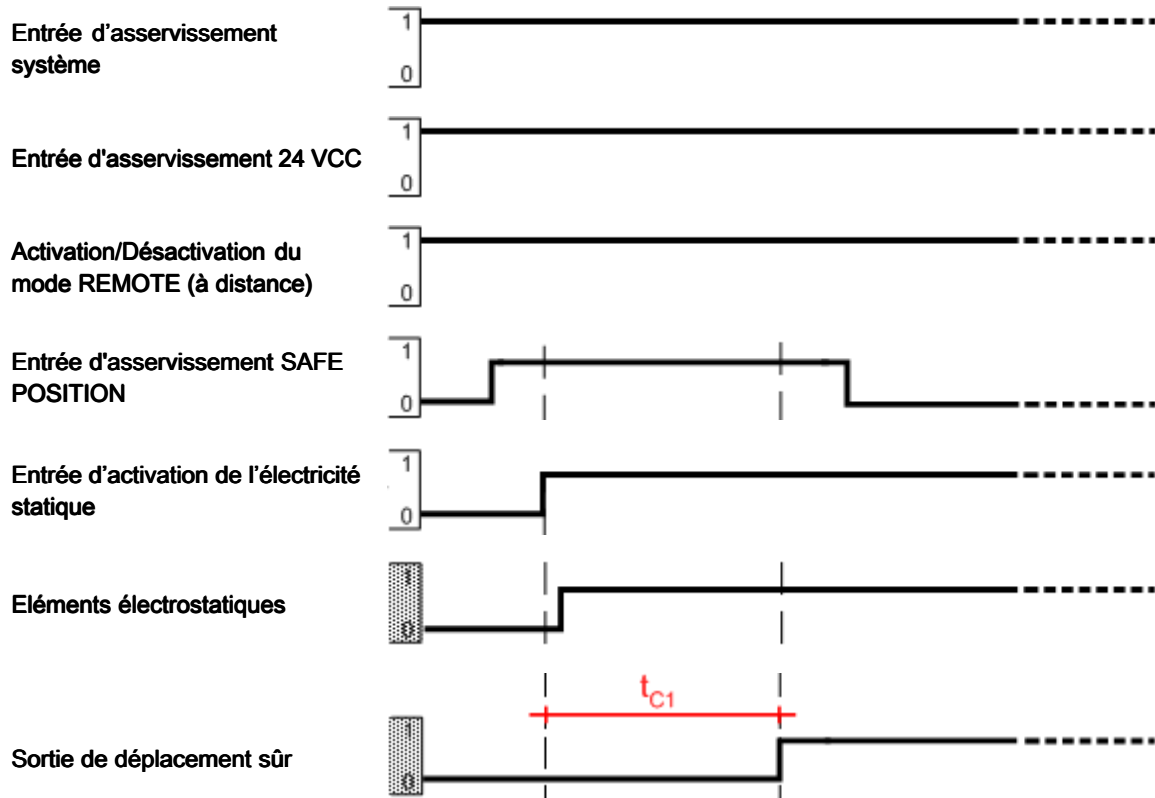 Entrée d’asservissement
système
1
0
Entrée d'asservissement 24 VCC
1
0
Activation/Désactivation du
mode REMOTE (à distance)
1
0
Entrée d'asservissement SAFE
POSITION
1
0
Entrée d’activation de l’électricité
statique
1
0
Eléments électrostatiques
1
0
tC1
Sortie de déplacement sûr
1
0